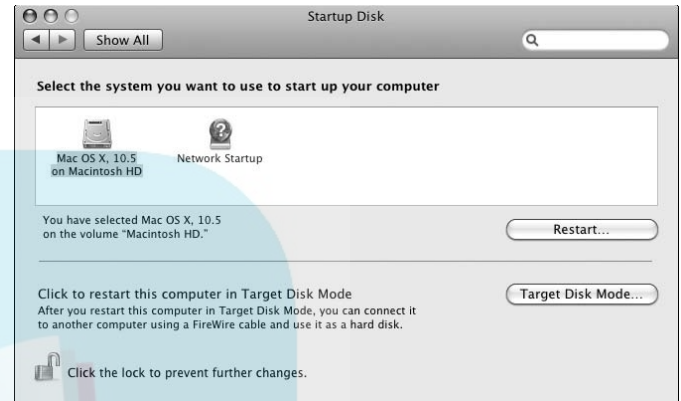 Startup Disk
Show All
Select the system you want to use to start up your computer
Mac OS X, 10.5
on Macintosh HD
Network Startup
You have selected Mac OS X, 10.5
on the volume “Macintosh HD.”
Restart...
Click to restart this computer in Target Disk Mode
After you restart this computer in Target Disk Mode, you can connect it
to another computer using a FireWire cable and use it as a hard disk.
Target Disk Mode...
Click the lock to prevent further changes.